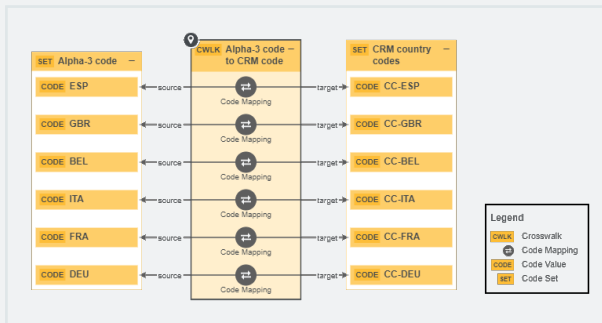 SET Alpha-3 code –
CWLK Alpha-3 code –
to CRM code
SET CRM country –
codes
CODE ESP source Code Mapping target CODE CC-ESP
CODE GBR source Code Mapping target CODE CC-GBR
CODE BEL source Code Mapping target CODE CC-BEL
CODE ITA source Code Mapping target CODE CC-ITA
CODE FRA source Code Mapping target CODE CC-FRA
CODE DEU source Code Mapping target CODE CC-DEU
Legend
CWLK Crosswalk
Code Mapping
CODE Code Value
SET Code Set